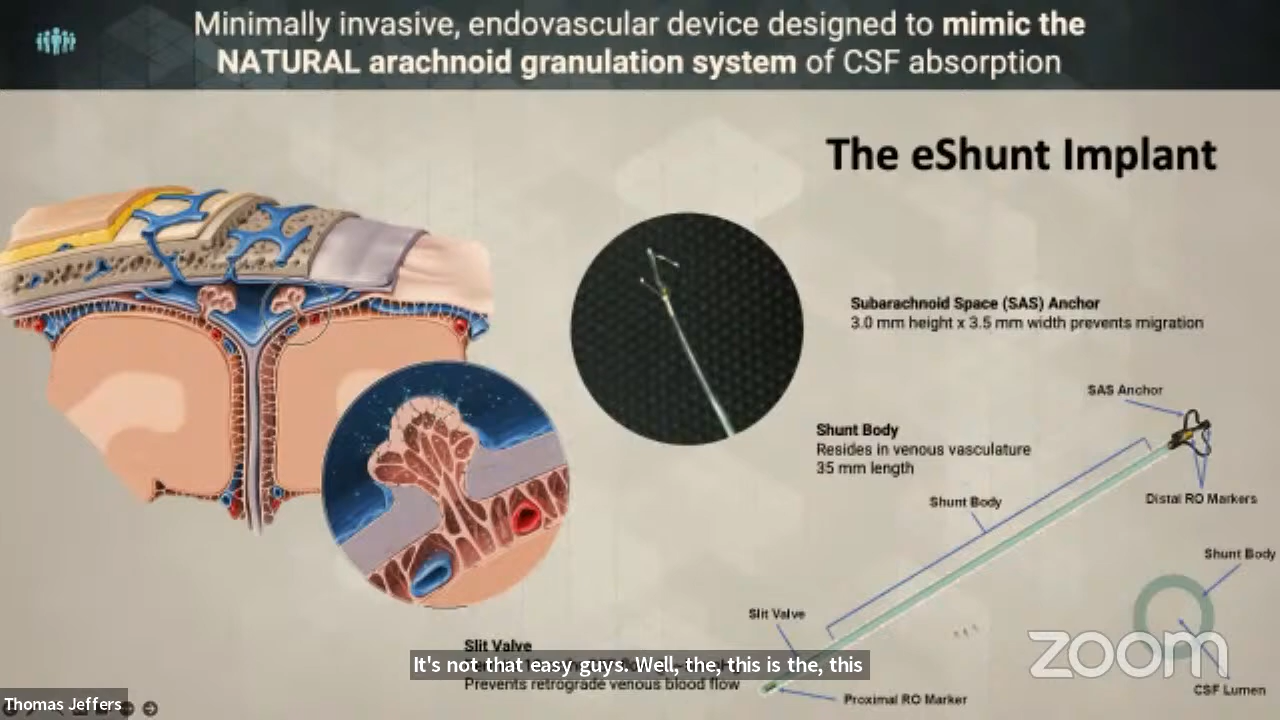 Minimally invasive, endovascular device designed to mimic the
NATURAL arachnoid granulation system of CSF absorption
The eShunt Implant
Subarachnoid Space (SAS) Anchor
3.0 mm height x 3.5 mm width prevents migration
SAS Anchor
Shunt Body
Resides in venous vasculature
35 mm length
Distal RO Markers
Shunt Body
Shunt Body
Slit Valve
Slit Valve
It's not that easy guys. Well, the, this is the, this
Prevents retrograde venous blood flow
zoom
CSF Lumen
Proximal RO Marker
Thomas Jeffers